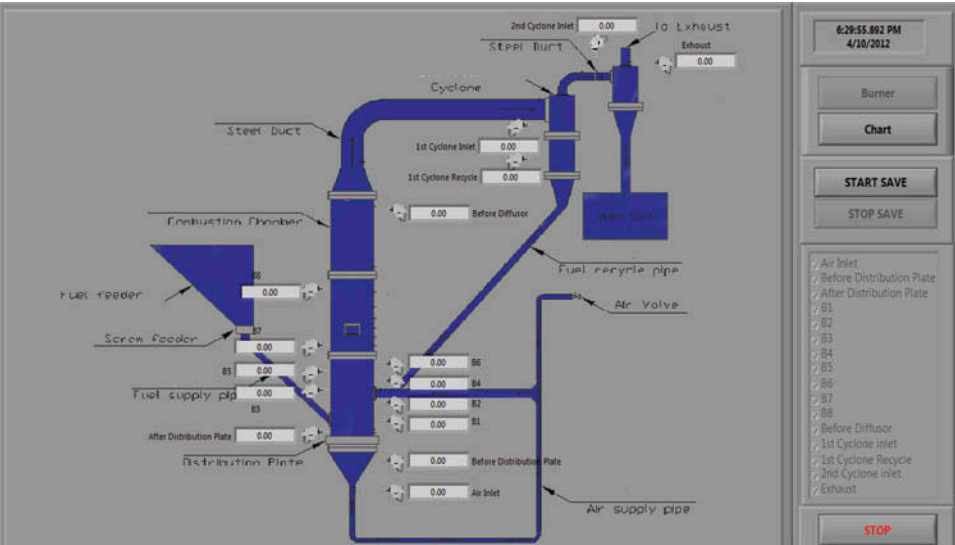 2nd Cyclone Inlet 0.00
To Exhaust
Steel Duct
Exhaust
0.00
Cyclone
Steel Duct
1st Cyclone Inlet 0.00
1st Cyclone Recycle 0.00
0.00 Before Diffusor
Combustion Chamber
Fuel recycle pipe
Fuel feeder
B8
0.00
Air Valve
Screw feeder
B7
0.00
0.00 B6
B5 0.00
0.00 B4
Fuel supply pip
0.00
B3
0.00 B2
0.00 B1
After Distribution Plate 0.00
Distribution Plate
0.00 Before Distribution Plate
0.00 Air Inlet
Air supply pipe
6:29:55.892 PM
4/10/2012
Burner
Chart
START SAVE
STOP SAVE
Air Inlet
Before Distribution Plate
After Distribution Plate
B1
B2
B3
B4
B5
B6
B7
B8
Before Diffusor
1st Cyclone inlet
1st Cyclone Recycle
2nd Cyclone inlet
Exhaust
STOP